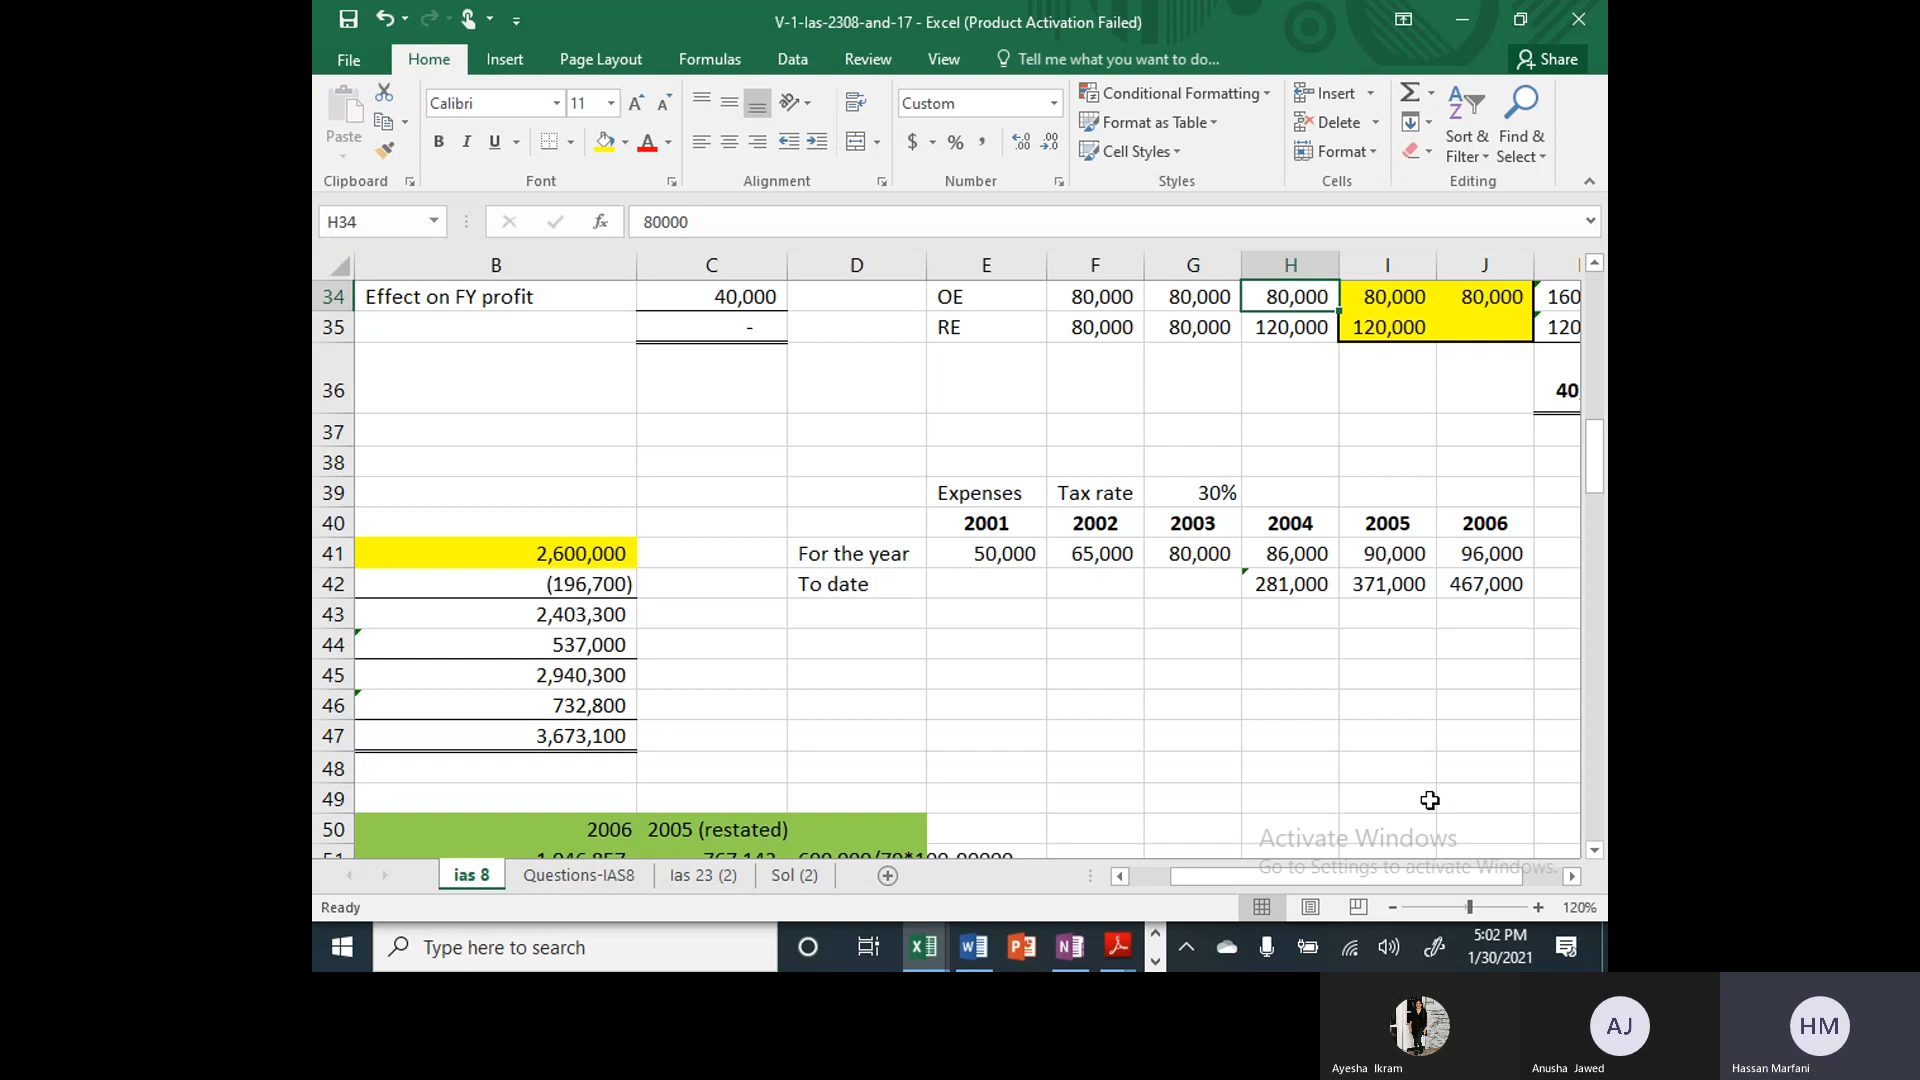 V-1-Ias-2308-and-17 - Excel (Product Activation Failed)
File Home Insert Page Layout Formulas Data Review View Tell me what you want to do... Share
Paste
Calibri 11
B I U
Custom
$ %
Conditional Formatting
Format as Table
Cell Styles
Insert
Delete
Format
Sort & Filter
Find & Select
Clipboard Font Alignment Number Styles Cells Editing
H34 fx 80000
B C D E F G H I J
34 Effect on FY profit 40,000 OE 80,000 80,000 80,000 80,000 80,000 160
35 - RE 80,000 80,000 120,000 120,000 120
36 40,
37
38
39 Expenses Tax rate 30%
40 2001 2002 2003 2004 2005 2006
41 2,600,000 For the year 50,000 65,000 80,000 86,000 90,000 96,000
42 (196,700) To date 281,000 371,000 467,000
43 2,403,300
44 537,000
45 2,940,300
46 732,800
47 3,673,100
48
49
50 2006 2005 (restated)
Activate Windows
Go to Settings to activate Windows.
ias 8 Questions-IAS8 Ias 23 (2) Sol (2)
Ready 120%
Type here to search
5:02 PM
1/30/2021
AJ HM
Ayesha Ikram Anusha Jawed Hassan Marfani